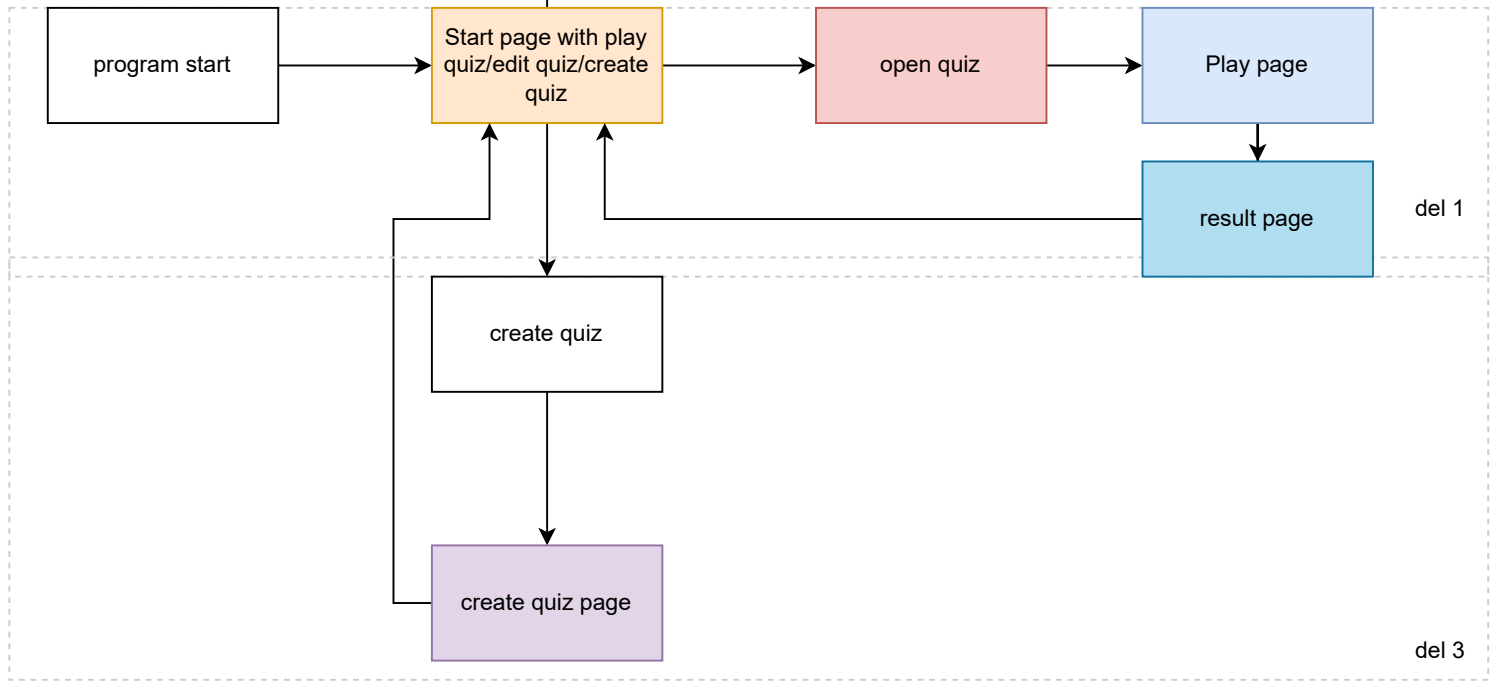 program start
Start page with play
quiz/edit quiz/create
quiz
open quiz
Play page
result page
del 1
create quiz
create quiz page
del 3